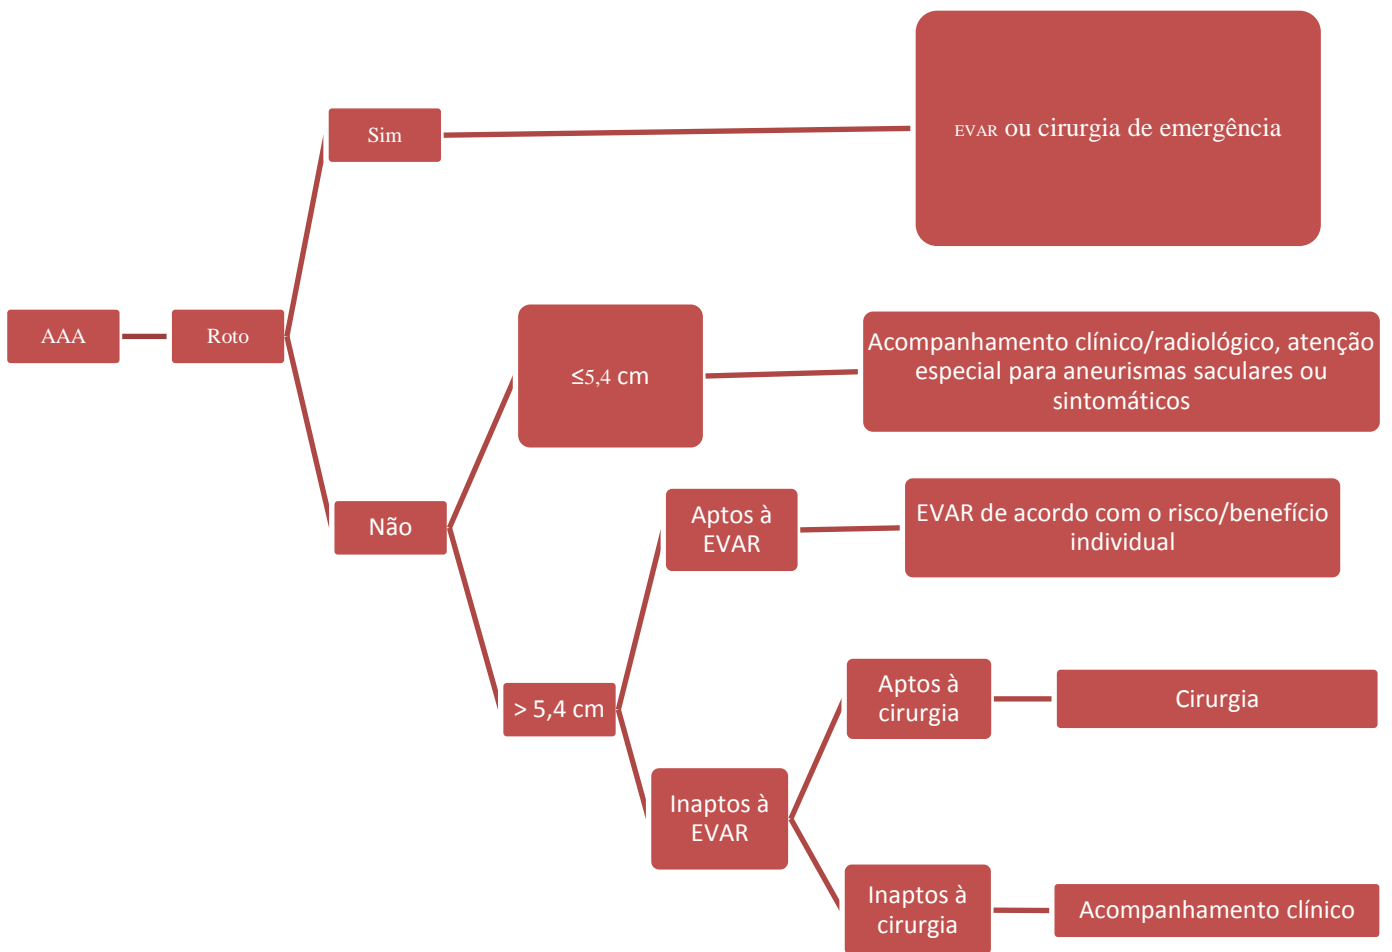 Sim
EVAR ou cirurgia de emergência
AAA
Roto
≤5,4 cm
Acompanhamento clínico/radiológico, atenção
especial para aneurismas saculares ou
sintomáticos
Não
Aptos à
EVAR
EVAR de acordo com o risco/benefício
individual
> 5,4 cm
Aptos à
cirurgia
Cirurgia
Inaptos à
EVAR
Inaptos à
cirurgia
Acompanhamento clínico